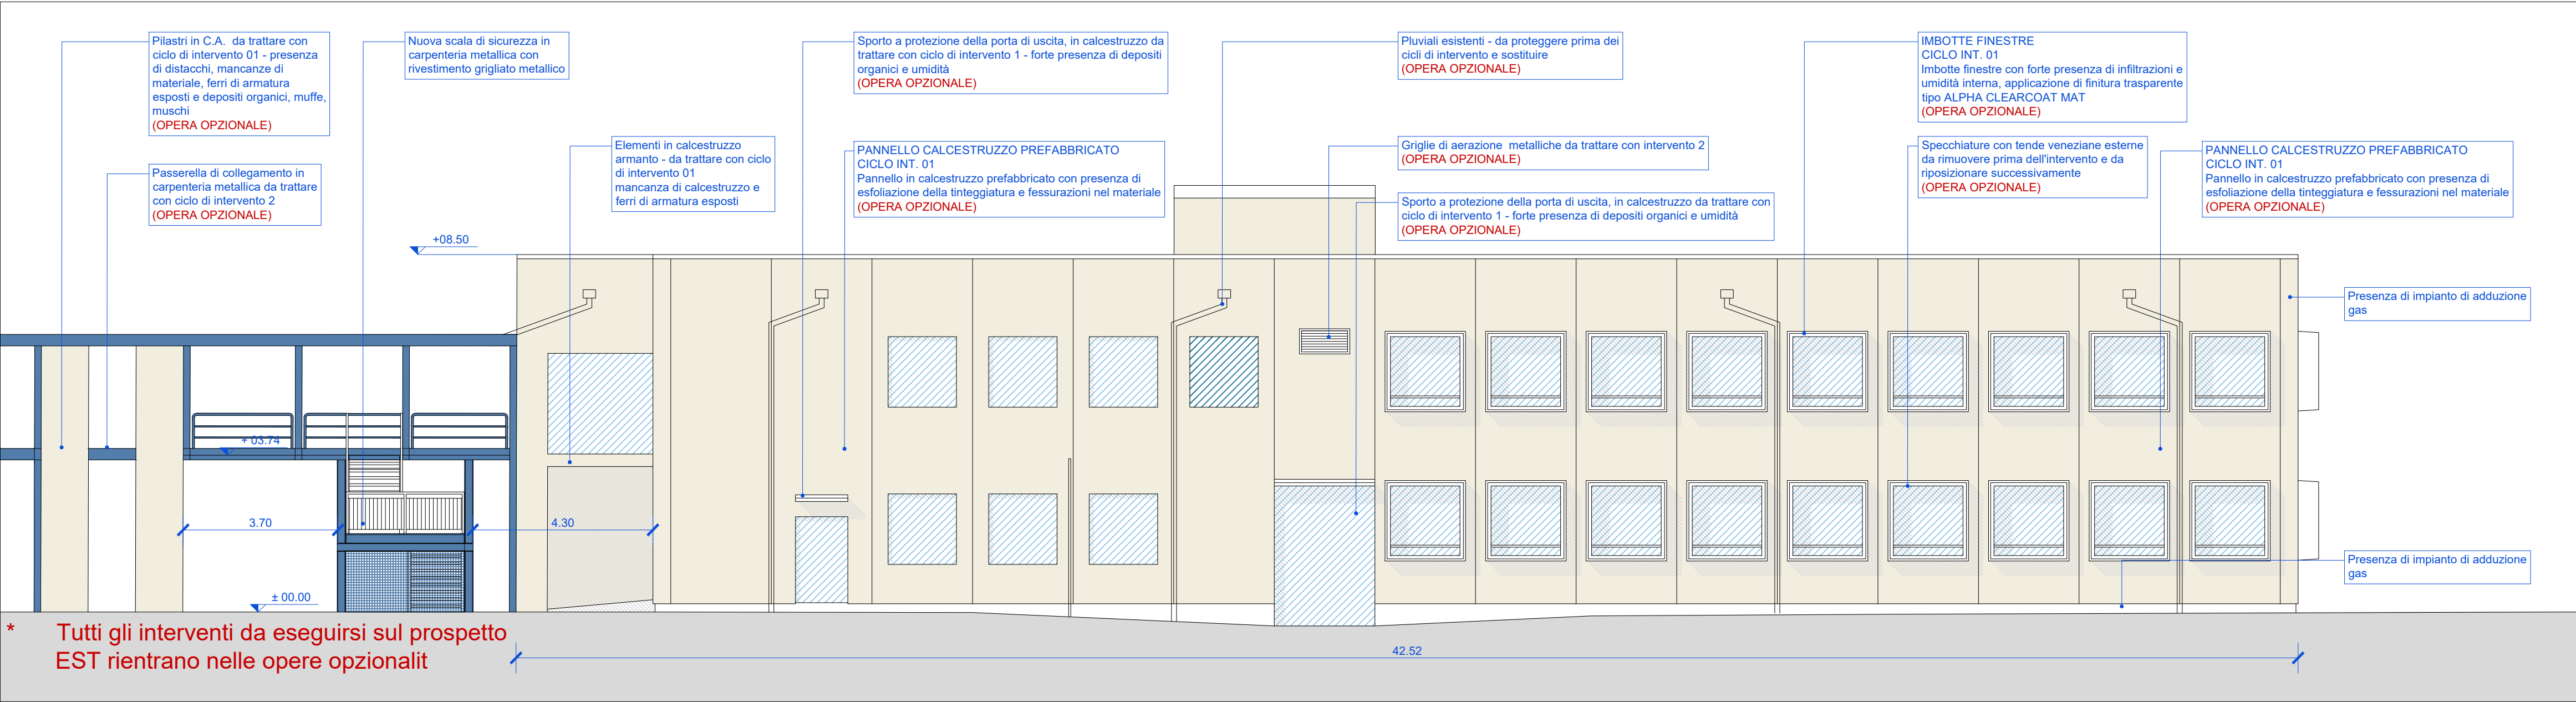 Pilastri in C.A. da trattare con
ciclo di intervento 01 - presenza
di distacchi, mancanze di
materiale, ferri di armatura
esposti e depositi organici, muffe,
muschi
(OPERA OPZIONALE)
Nuova scala di sicurezza in
carpenteria metallica con
rivestimento grigliato metallico
Sporto a protezione della porta di uscita, in calcestruzzo da
trattare con ciclo di intervento 1 - forte presenza di depositi
organici e umidità
(OPERA OPZIONALE)
Pluviali esistenti - da proteggere prima dei
cicli di intervento e sostituire
(OPERA OPZIONALE)
IMBOTTE FINESTRE
CICLO INT. 01
Imbotte finestre con forte presenza di infiltrazioni e
umidità interna, applicazione di finitura trasparente
tipo ALPHA CLEARCOAT MAT
(OPERA OPZIONALE)
Passerella di collegamento in
carpenteria metallica da trattare
con ciclo di intervento 2
(OPERA OPZIONALE)
Elementi in calcestruzzo
armanto - da trattare con ciclo
di intervento 01
mancanza di calcestruzzo e
ferri di armatura esposti
PANNELLO CALCESTRUZZO PREFABBRICATO
CICLO INT. 01
Pannello in calcestruzzo prefabbricato con presenza di
esfoliazione della tinteggiatura e fessurazioni nel materiale
(OPERA OPZIONALE)
Griglie di aerazione metalliche da trattare con intervento 2
(OPERA OPZIONALE)
Sporto a protezione della porta di uscita, in calcestruzzo da trattare con
ciclo di intervento 1 - forte presenza di depositi organici e umidità
(OPERA OPZIONALE)
Specchiature con tende veneziane esterne
da rimuovere prima dell'intervento e da
riposizionare successivamente
(OPERA OPZIONALE)
PANNELLO CALCESTRUZZO PREFABBRICATO
CICLO INT. 01
Pannello in calcestruzzo prefabbricato con presenza di
esfoliazione della tinteggiatura e fessurazioni nel materiale
(OPERA OPZIONALE)
+08.50
Presenza di impianto di adduzione
gas
+ 03.74
3.70
4.30
Presenza di impianto di adduzione
gas
± 00.00
* Tutti gli interventi da eseguirsi sul prospetto
EST rientrano nelle opere opzionalit
42.52